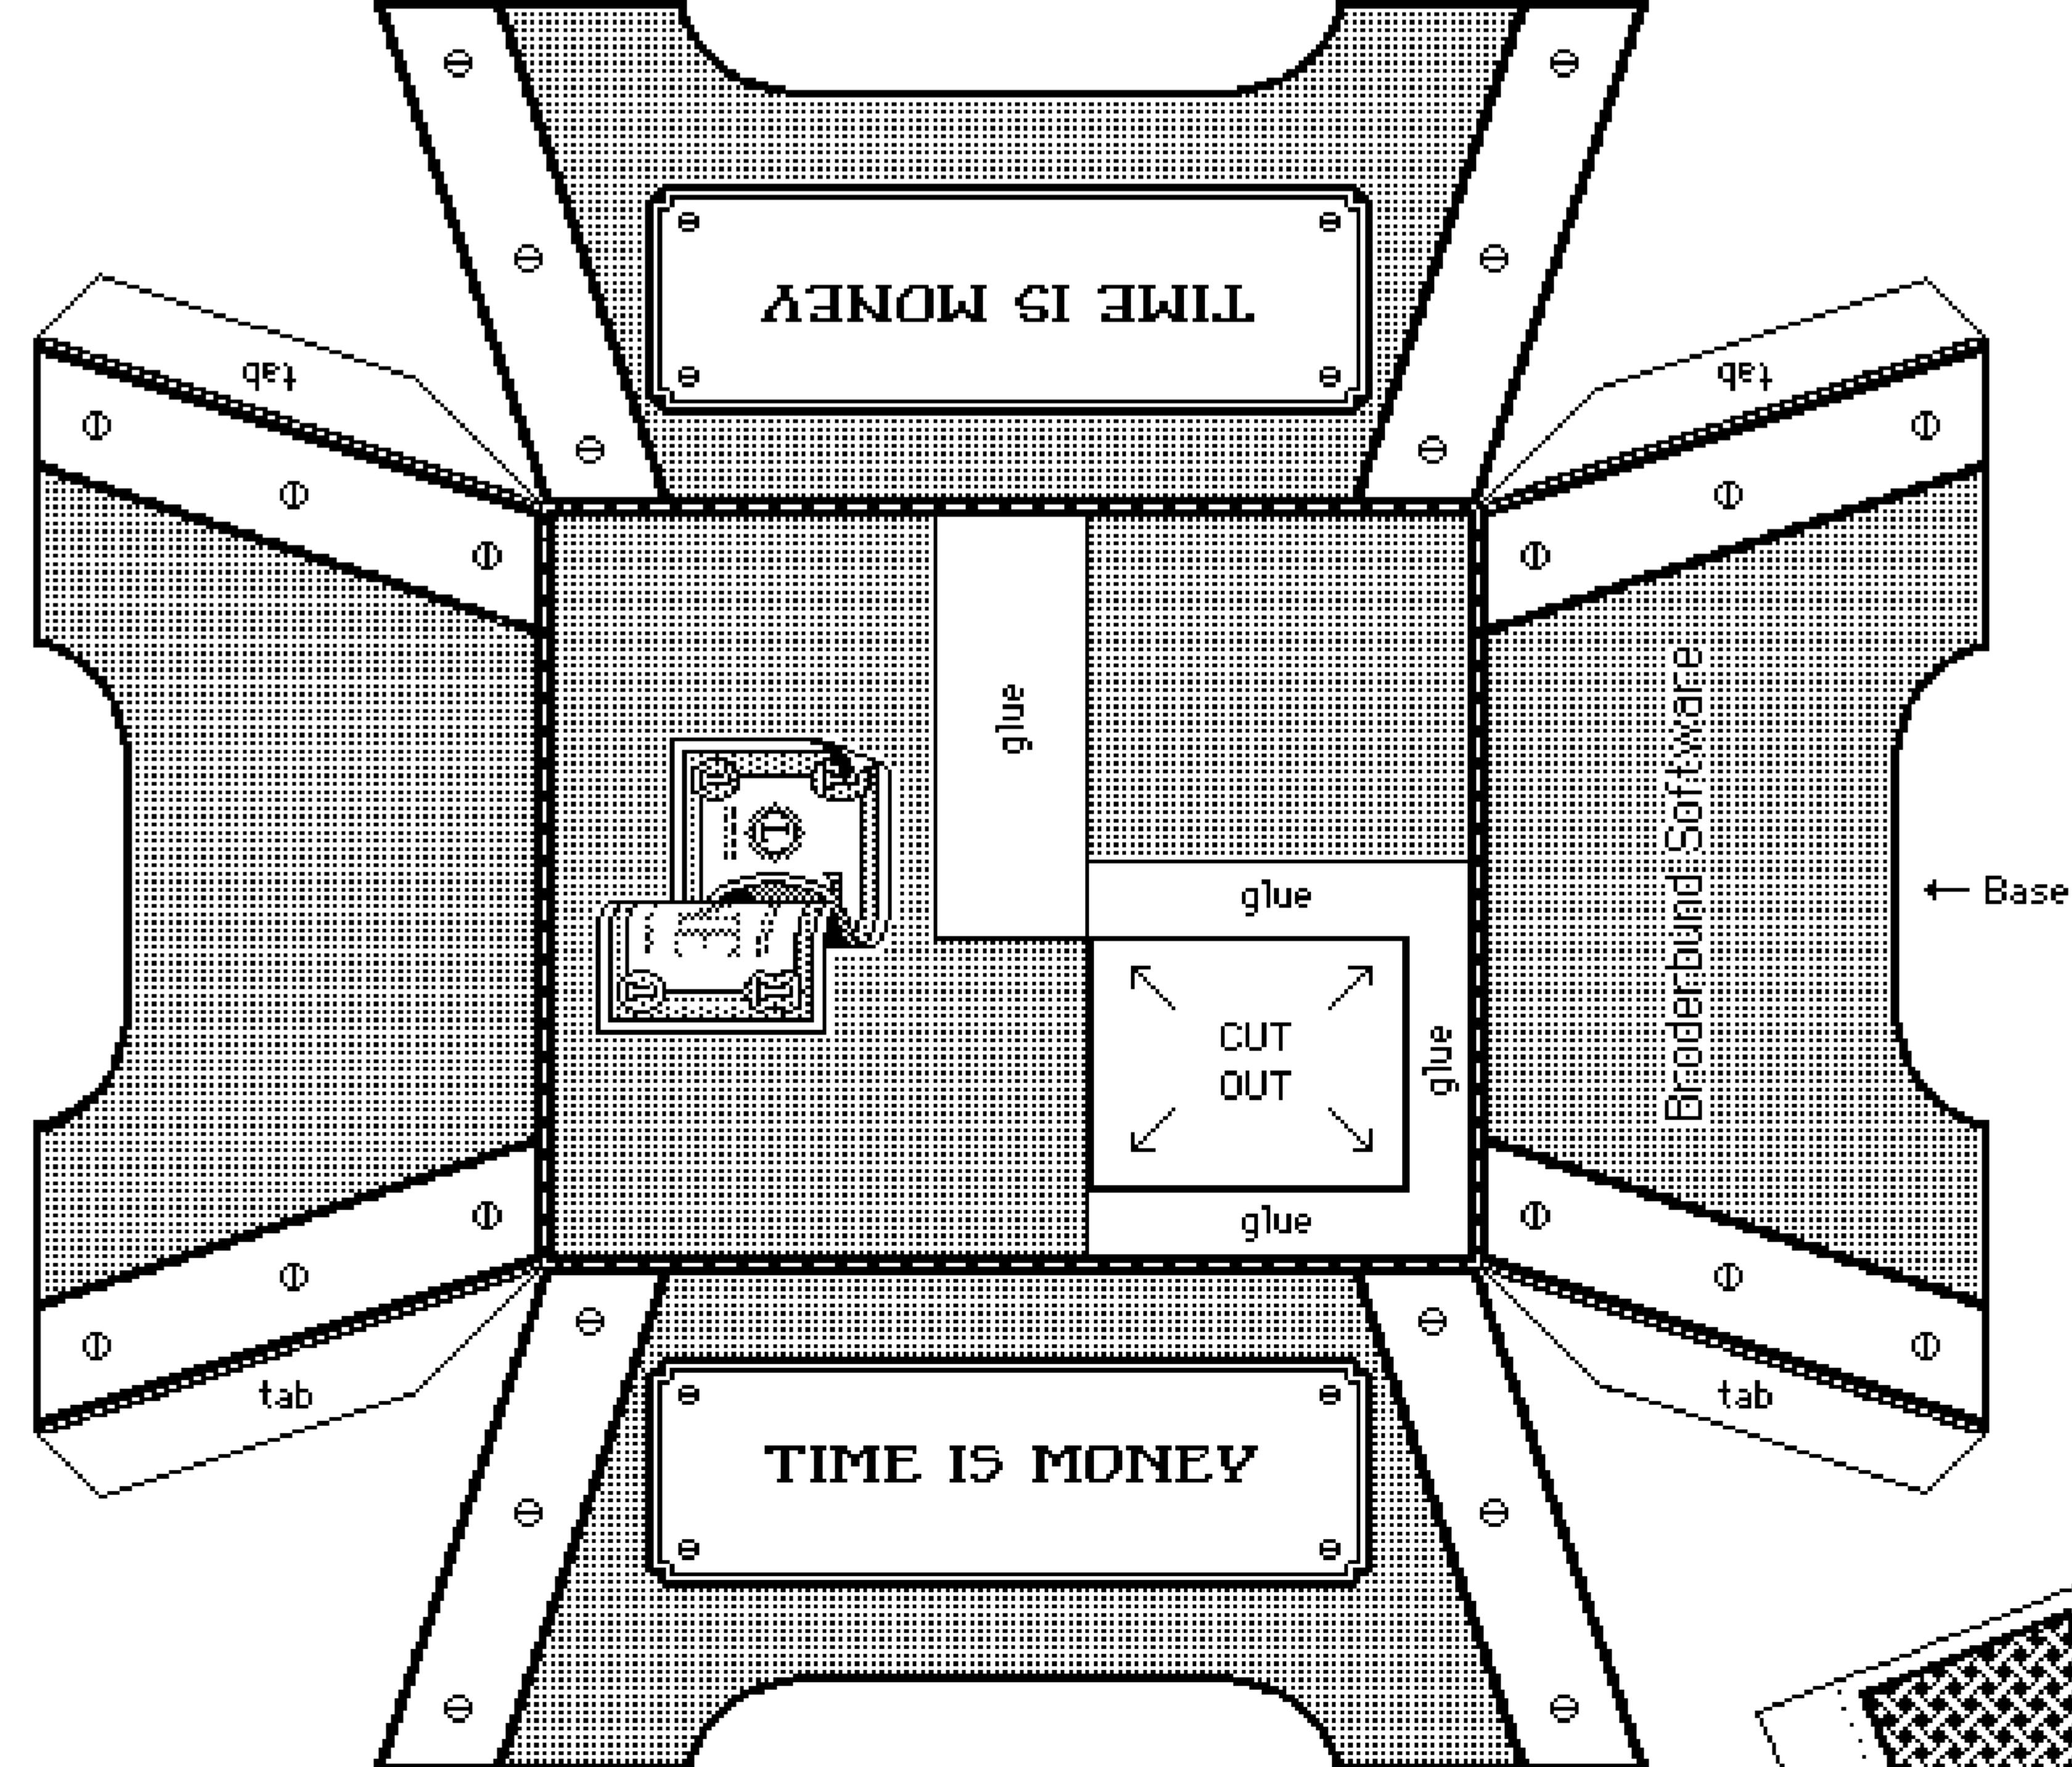 TIME IS MONEY
tab
tab
glue
Broderbund Software
glue
← Base
CUT
OUT
glue
glue
tab
tab
TIME IS MONEY